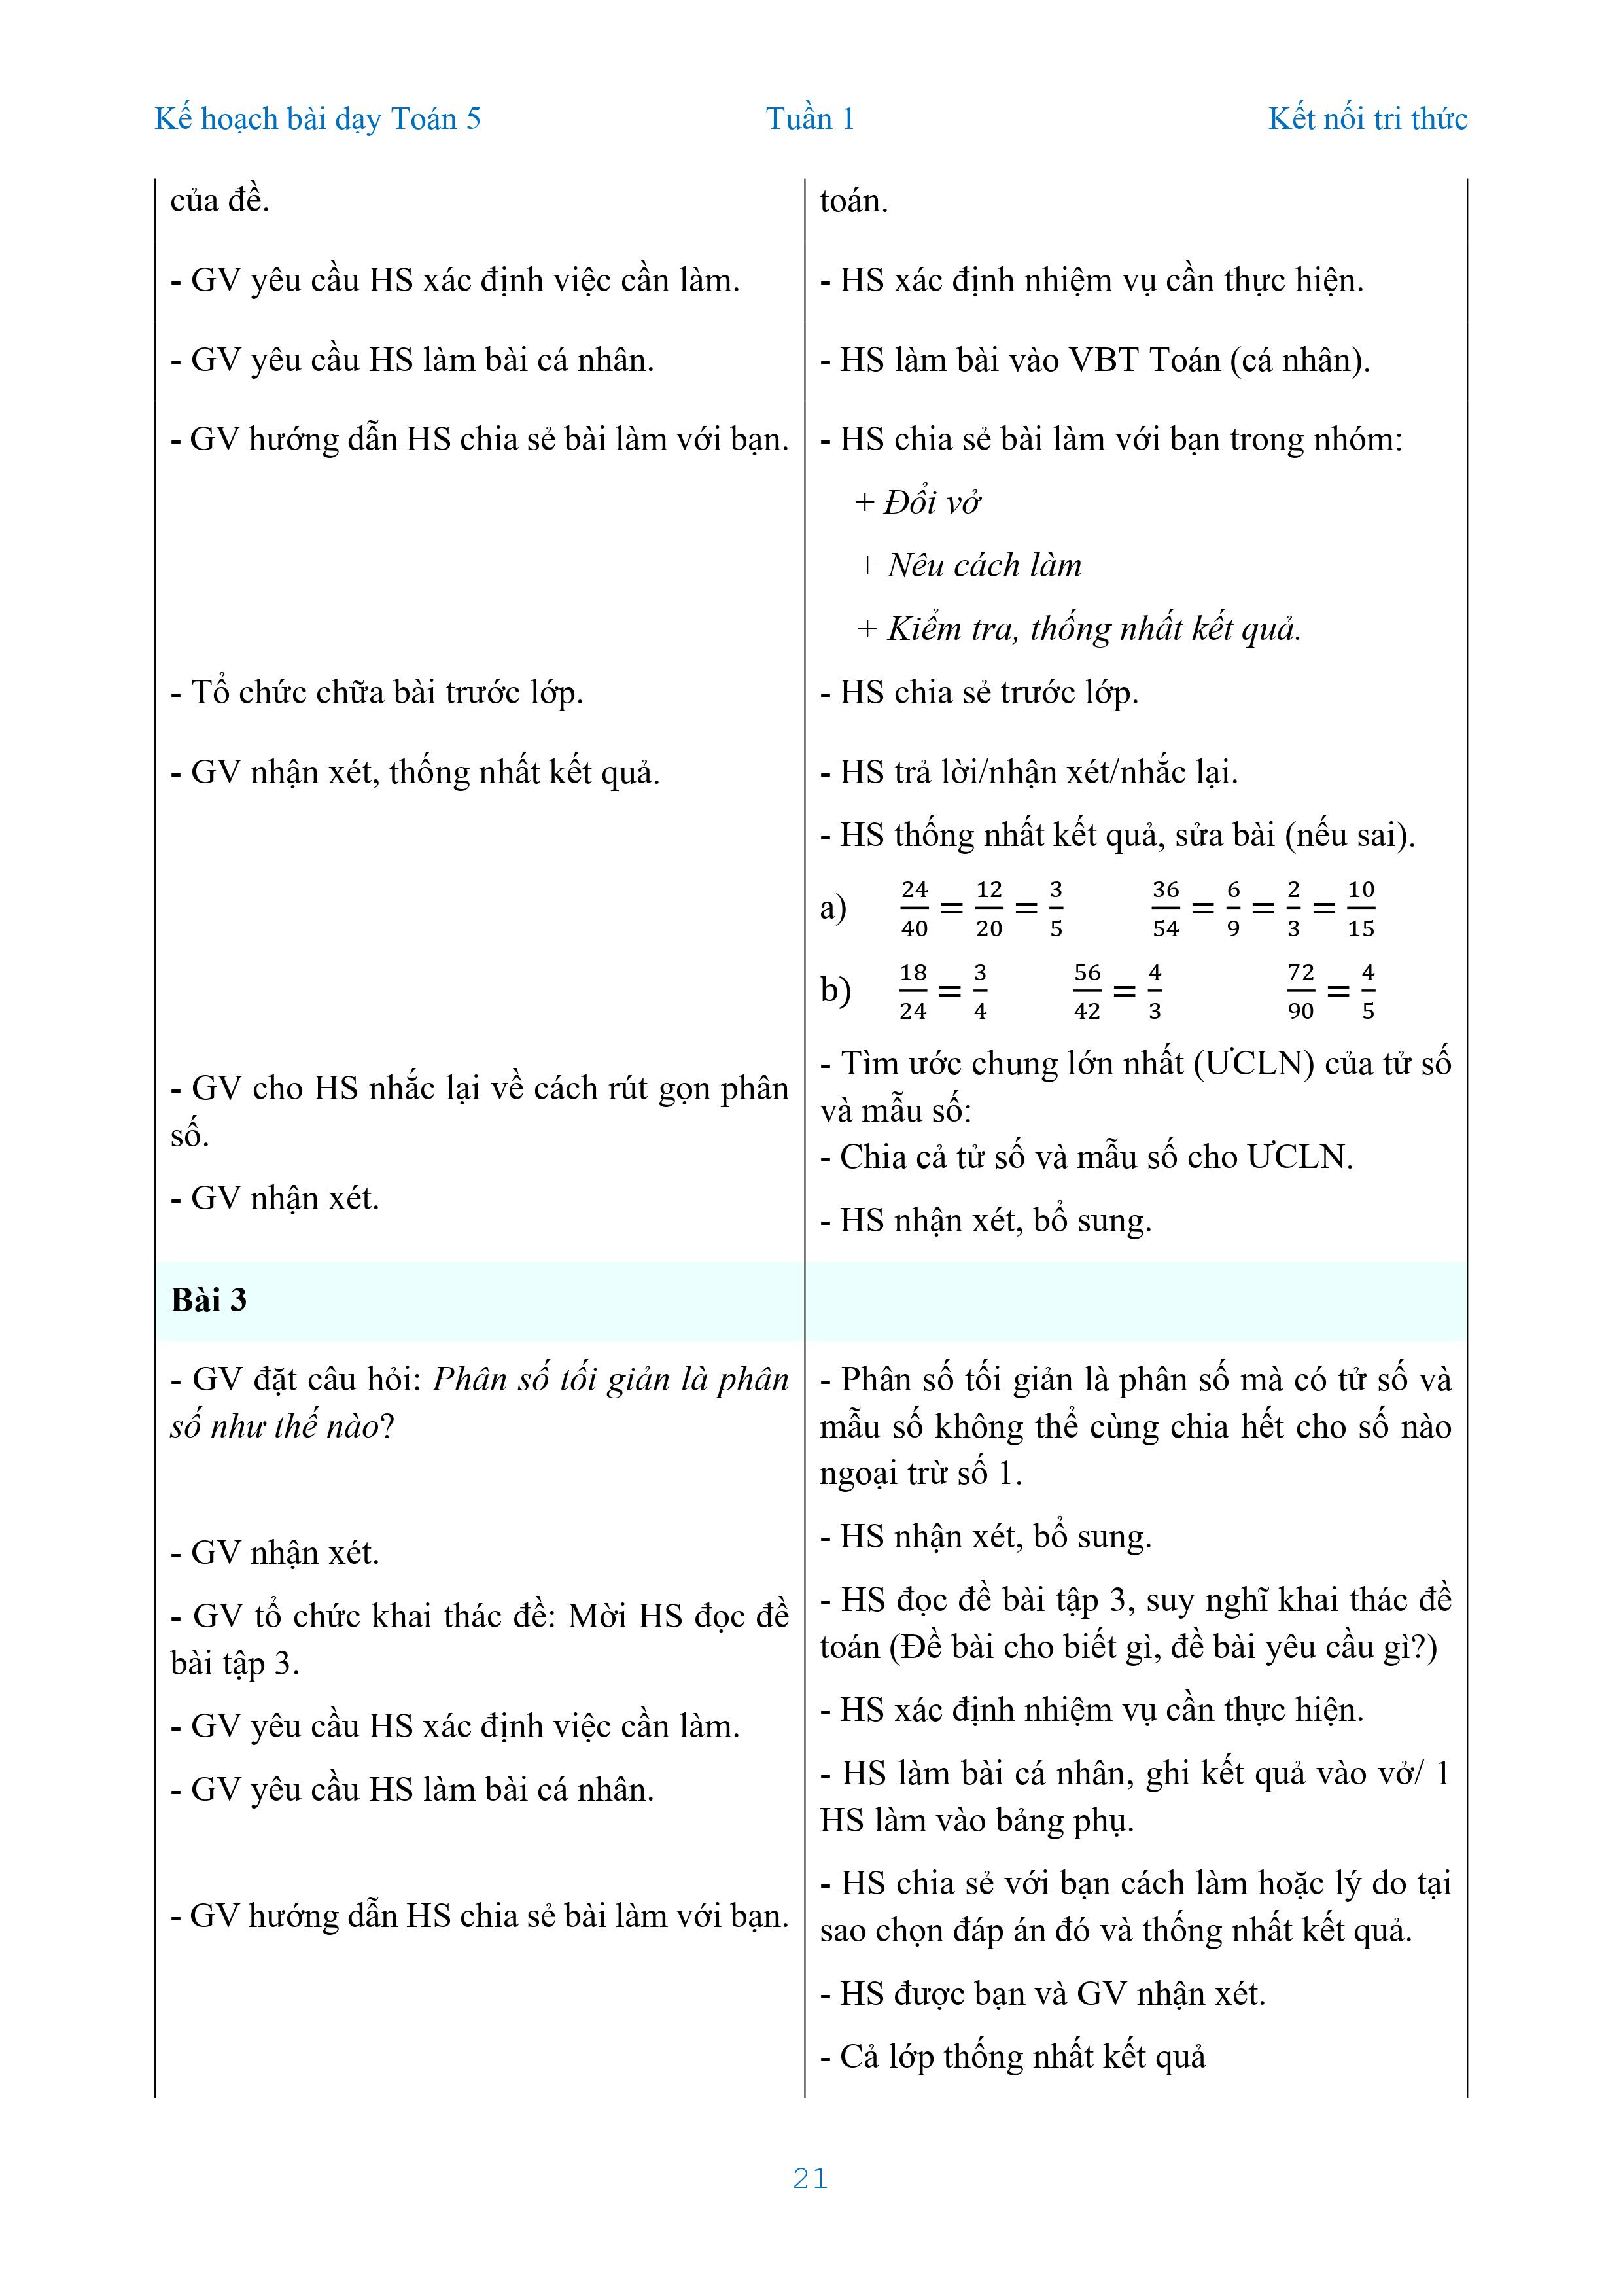 Kế hoạch bài dạy Toán 5 Tuần 1 Kết nối tri thức
của đề.
toán.
- GV yêu cầu HS xác định việc cần làm.
- HS xác định nhiệm vụ cần thực hiện.
- GV yêu cầu HS làm bài cá nhân.
- HS làm bài vào VBT Toán (cá nhân).
- GV hướng dẫn HS chia sẻ bài làm với bạn.
- HS chia sẻ bài làm với bạn trong nhóm:
+ Đổi vở
+ Nêu cách làm
+ Kiểm tra, thống nhất kết quả.
- Tổ chức chữa bài trước lớp.
- HS chia sẻ trước lớp.
- GV nhận xét, thống nhất kết quả.
- HS trả lời/nhận xét/nhắc lại.
- HS thống nhất kết quả, sửa bài (nếu sai).
a) 24/40 = 12/20 = 3/5 36/54 = 6/9 = 2/3 = 10/15
b) 18/24 = 3/4 56/42 = 4/3 72/90 = 4/5
- GV cho HS nhắc lại về cách rút gọn phân
số.
- GV nhận xét.
- Tìm ước chung lớn nhất (ƯCLN) của tử số
và mẫu số:
- Chia cả tử số và mẫu số cho ƯCLN.
- HS nhận xét, bổ sung.
Bài 3
- GV đặt câu hỏi: Phân số tối giản là phân
số như thế nào?
- GV nhận xét.
- GV tổ chức khai thác đề: Mời HS đọc đề
bài tập 3.
- GV yêu cầu HS xác định việc cần làm.
- GV yêu cầu HS làm bài cá nhân.
- GV hướng dẫn HS chia sẻ bài làm với bạn.
- Phân số tối giản là phân số mà có tử số và
mẫu số không thể cùng chia hết cho số nào
ngoại trừ số 1.
- HS nhận xét, bổ sung.
- HS đọc đề bài tập 3, suy nghĩ khai thác đề
toán (Đề bài cho biết gì, đề bài yêu cầu gì?)
- HS xác định nhiệm vụ cần thực hiện.
- HS làm bài cá nhân, ghi kết quả vào vở/ 1
HS làm vào bảng phụ.
- HS chia sẻ với bạn cách làm hoặc lý do tại
sao chọn đáp án đó và thống nhất kết quả.
- HS được bạn và GV nhận xét.
- Cả lớp thống nhất kết quả
21